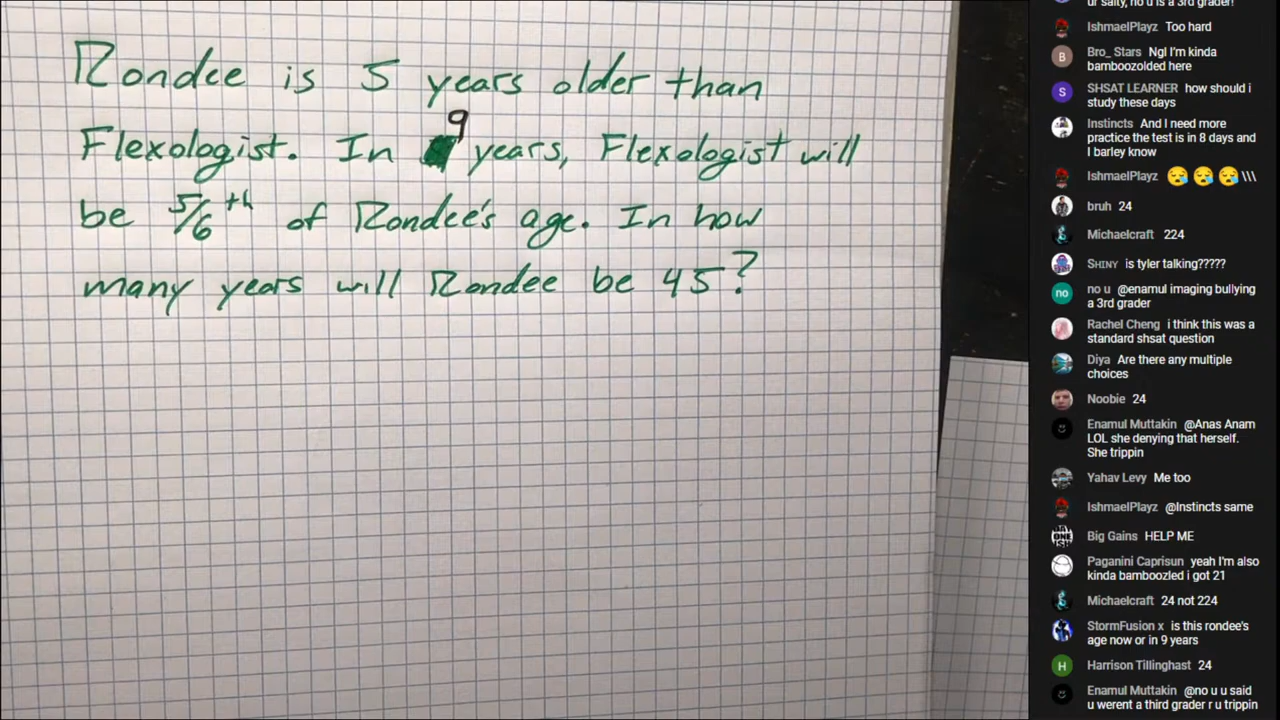 Rondee is 5 years older than
9
Flexologist. In years, Flexologist will
be 5/6th of Rondee's age. In how
many years will Rondee be 45?
ur salty, no u is a 3rd grader!
IshmaelPlayz Too hard
B
Bro_ Stars Ngl I'm kinda
bamboozolded here
S
SHSAT LEARNER how should i
study these days
Instincts And I need more
practice the test is in 8 days and
I barley know
IshmaelPlayz 😪😪😪\\\
bruh 24
Michaelcraft 224
SHINY is tyler talking?????
no
no u @enamul imaging bullying
a 3rd grader
Rachel Cheng i think this was a
standard shsat question
Diya Are there any multiple
choices
Noobie 24
Enamul Muttakin @Anas Anam
LOL she denying that herself.
She trippin
Yahav Levy Me too
IshmaelPlayz @Instincts same
Big Gains HELP ME
Paganini Caprisun yeah I'm also
kinda bamboozled i got 21
Michaelcraft 24 not 224
StormFusion x is this rondee's
age now or in 9 years
H
Harrison Tillinghast 24
Enamul Muttakin @no u u said
u werent a third grader r u trippin